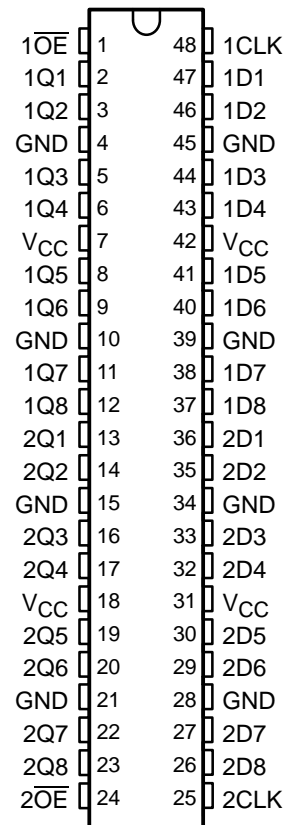 1O̅E̅ 1 48 1CLK
1Q1 2 47 1D1
1Q2 3 46 1D2
GND 4 45 GND
1Q3 5 44 1D3
1Q4 6 43 1D4
VCC 7 42 VCC
1Q5 8 41 1D5
1Q6 9 40 1D6
GND 10 39 GND
1Q7 11 38 1D7
1Q8 12 37 1D8
2Q1 13 36 2D1
2Q2 14 35 2D2
GND 15 34 GND
2Q3 16 33 2D3
2Q4 17 32 2D4
VCC 18 31 VCC
2Q5 19 30 2D5
2Q6 20 29 2D6
GND 21 28 GND
2Q7 22 27 2D7
2Q8 23 26 2D8
2O̅E̅ 24 25 2CLK